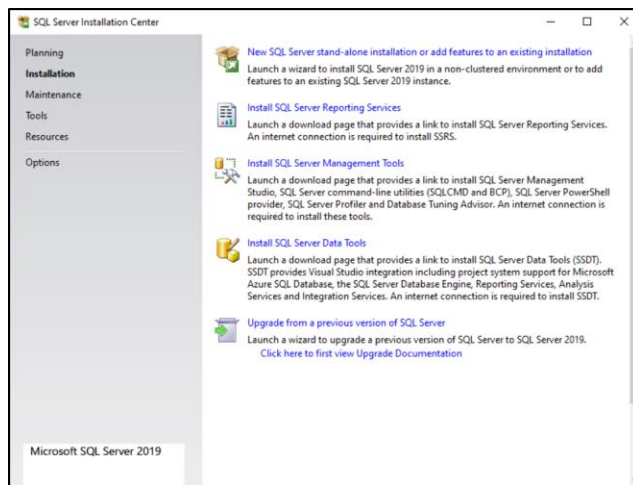 SQL Server Installation Center
Planning
Installation
Maintenance
Tools
Resources
Options
New SQL Server stand-alone installation or add features to an existing installation
Launch a wizard to install SQL Server 2019 in a non-clustered environment or to add
features to an existing SQL Server 2019 instance.
Install SQL Server Reporting Services
Launch a download page that provides a link to install SQL Server Reporting Services.
An internet connection is required to install SSRS.
Install SQL Server Management Tools
Launch a download page that provides a link to install SQL Server Management
Studio, SQL Server command-line utilities (SQLCMD and BCP), SQL Server PowerShell
provider, SQL Server Profiler and Database Tuning Advisor. An internet connection is
required to install these tools.
Install SQL Server Data Tools
Launch a download page that provides a link to install SQL Server Data Tools (SSDT).
SSDT provides Visual Studio integration including project system support for Microsoft
Azure SQL Database, the SQL Server Database Engine, Reporting Services, Analysis
Services and Integration Services. An internet connection is required to install SSDT.
Upgrade from a previous version of SQL Server
Launch a wizard to upgrade a previous version of SQL Server to SQL Server 2019.
Click here to first view Upgrade Documentation
Microsoft SQL Server 2019